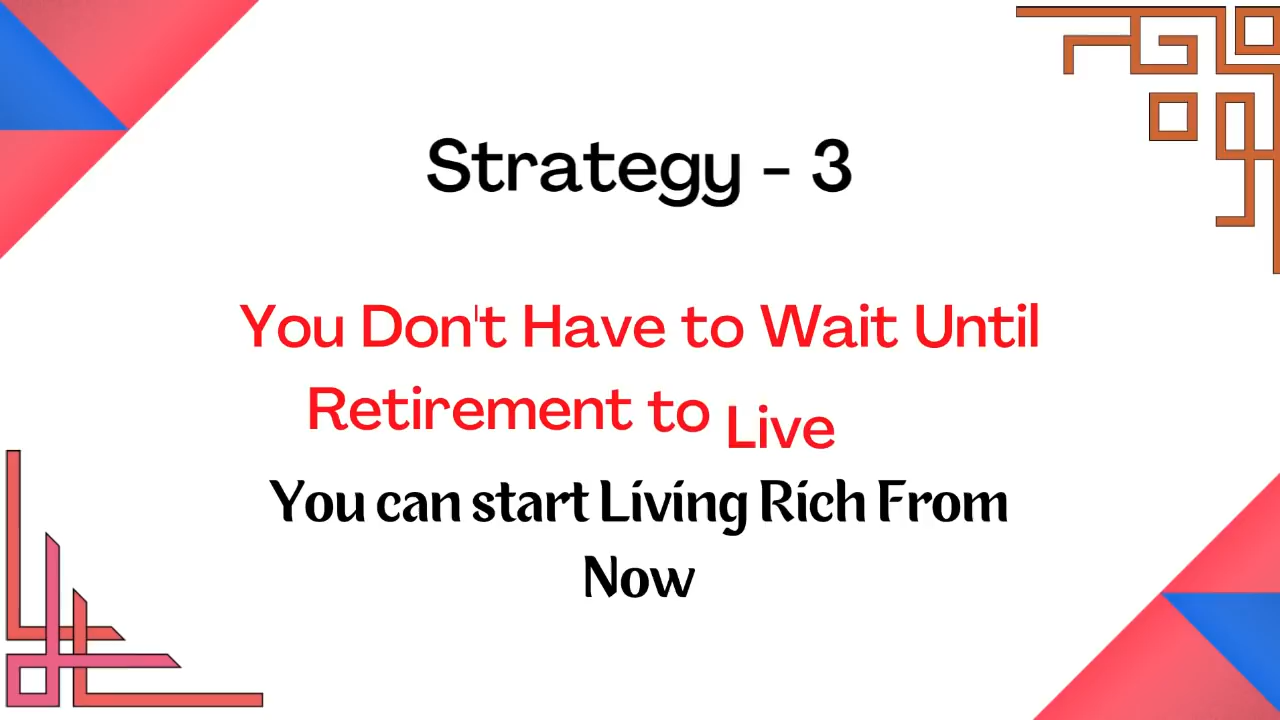 Strategy - 3
You Don't Have to Wait Until
Retirement to Live
You can start Living Rich From
Now